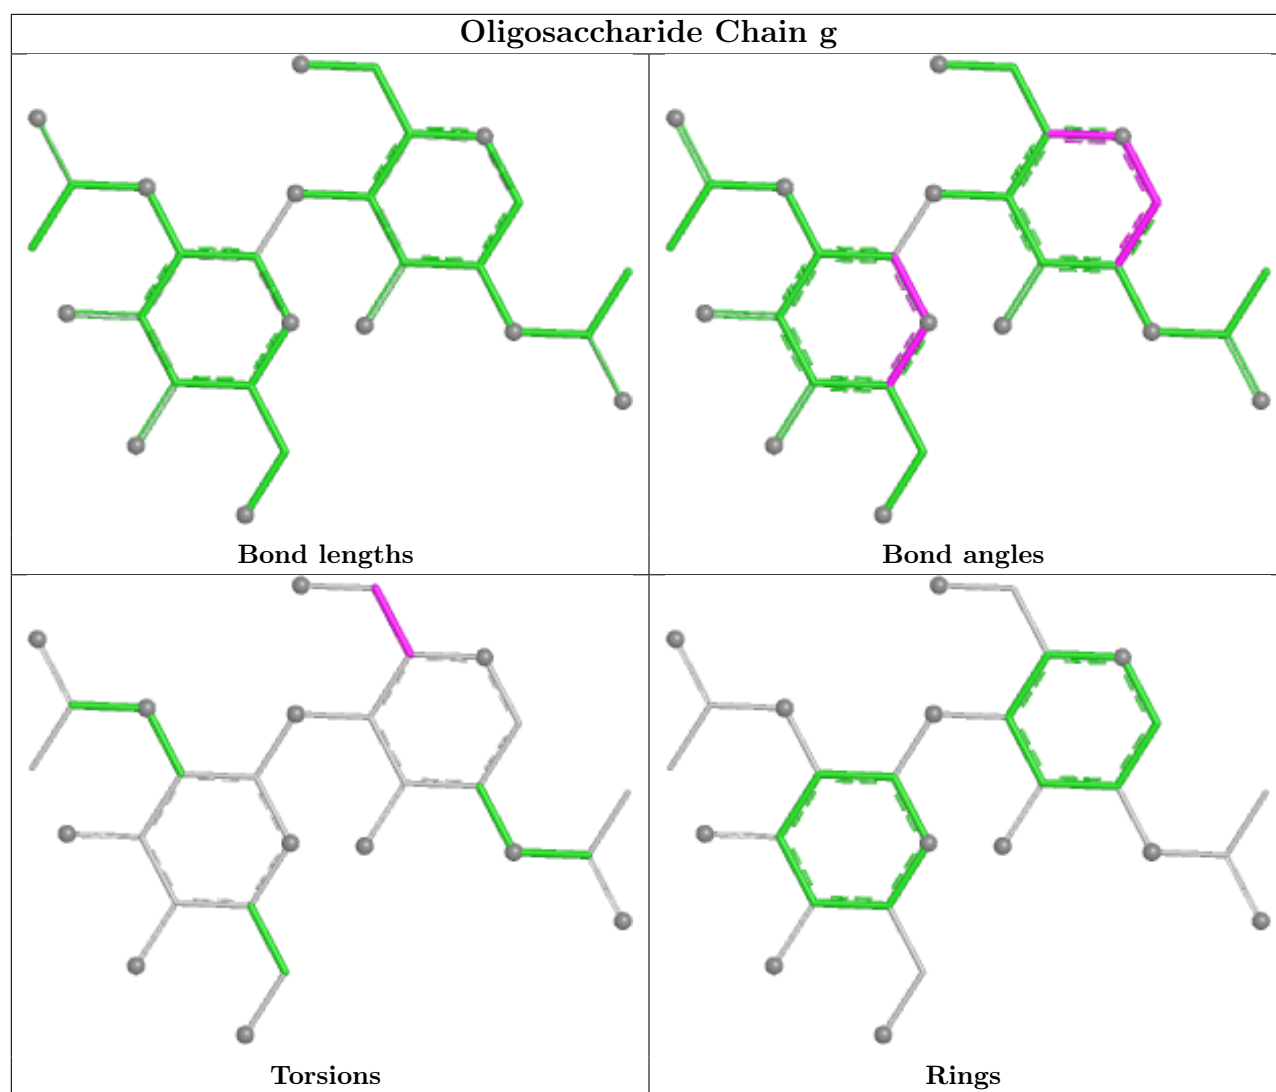 Oligosaccharide Chain g
Bond lengths
Bond angles
Torsions
Rings